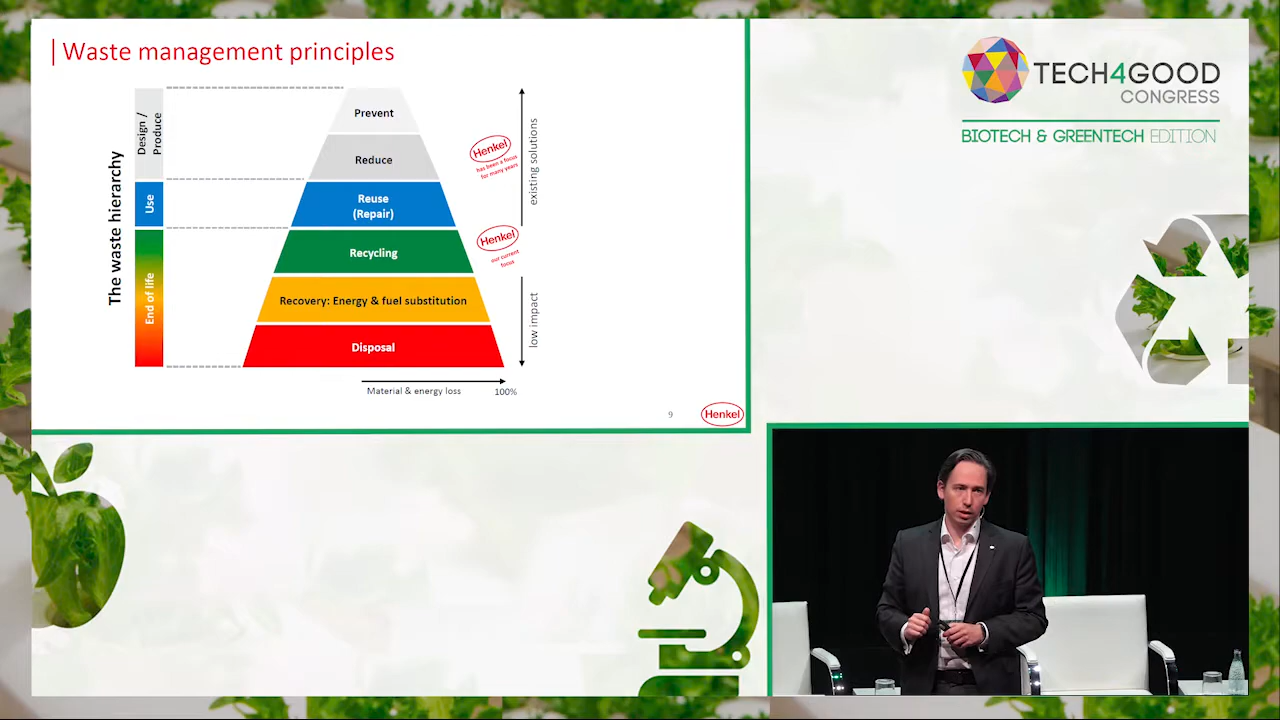 | Waste management principles
The waste hierarchy
Design /
Produce
Use
End of life
Prevent
Reduce
Reuse
(Repair)
Recycling
Recovery: Energy & fuel substitution
Disposal
Henkel
has been a focus
for many years
Henkel
our current
focus
existing solutions
low impact
Material & energy loss
100%
9
Henkel
TECH4GOOD
CONGRESS
BIOTECH & GREENTECH EDITION